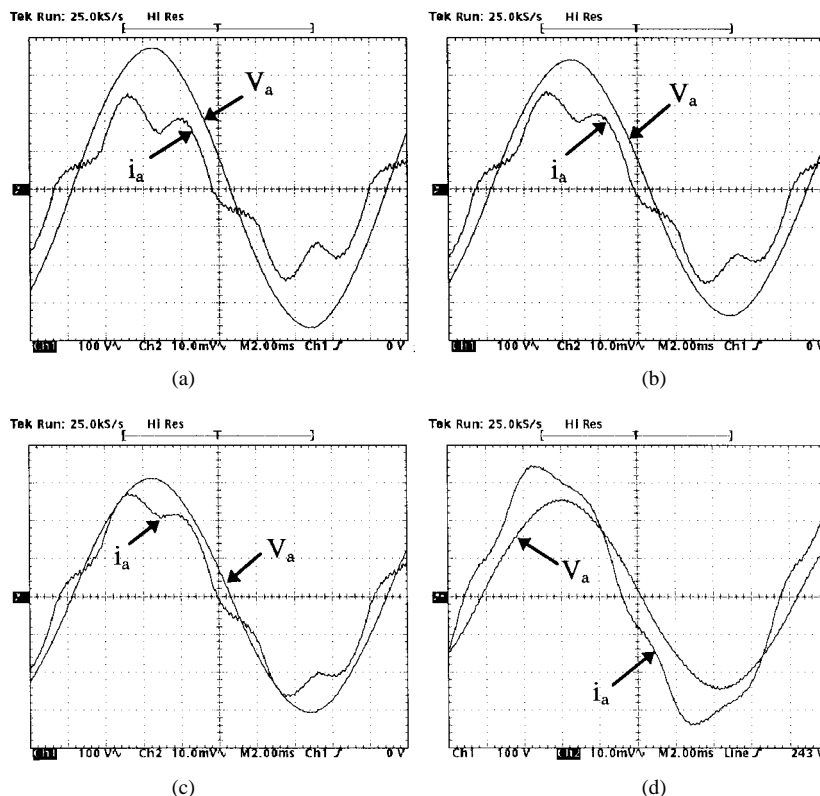 Tek Run: 25.0kS/s Hi Res
Va
ia
Ch1 100 V∿ Ch2 10.0mV∿ M2.00ms Ch1 ƒ 0 V
(a)
Tek Run: 25.0kS/s Hi Res
Va
ia
Ch1 100 V∿ Ch2 10.0mV∿ M2.00ms Ch1 ƒ 0 V
(b)
Tek Run: 25.0kS/s Hi Res
Va
ia
Ch1 100 V∿ Ch2 10.0mV∿ M2.00ms Ch1 ƒ 0 V
(c)
Tek Run: 25.0kS/s Hi Res
Va
ia
Ch1 100 V Ch2 10.0mV∿ M2.00ms Line ƒ 243 V
(d)